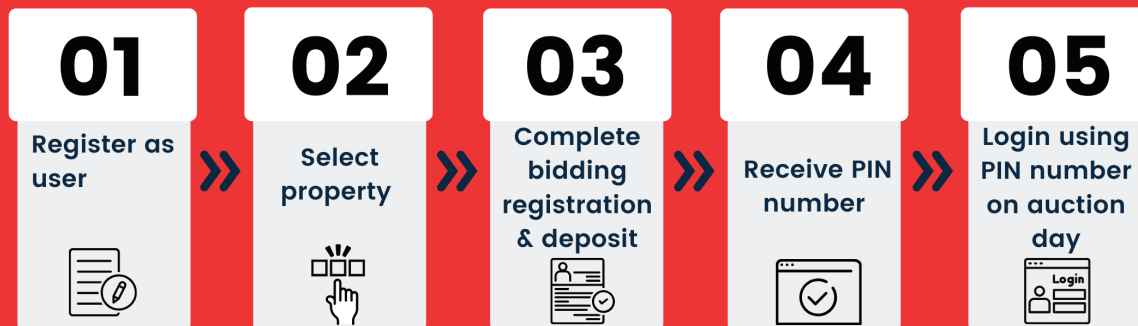 01
Register as
user
02
Select
property
03
Complete
bidding
registration
& deposit
04
Receive PIN
number
05
Login using
PIN number
on auction
day
Login